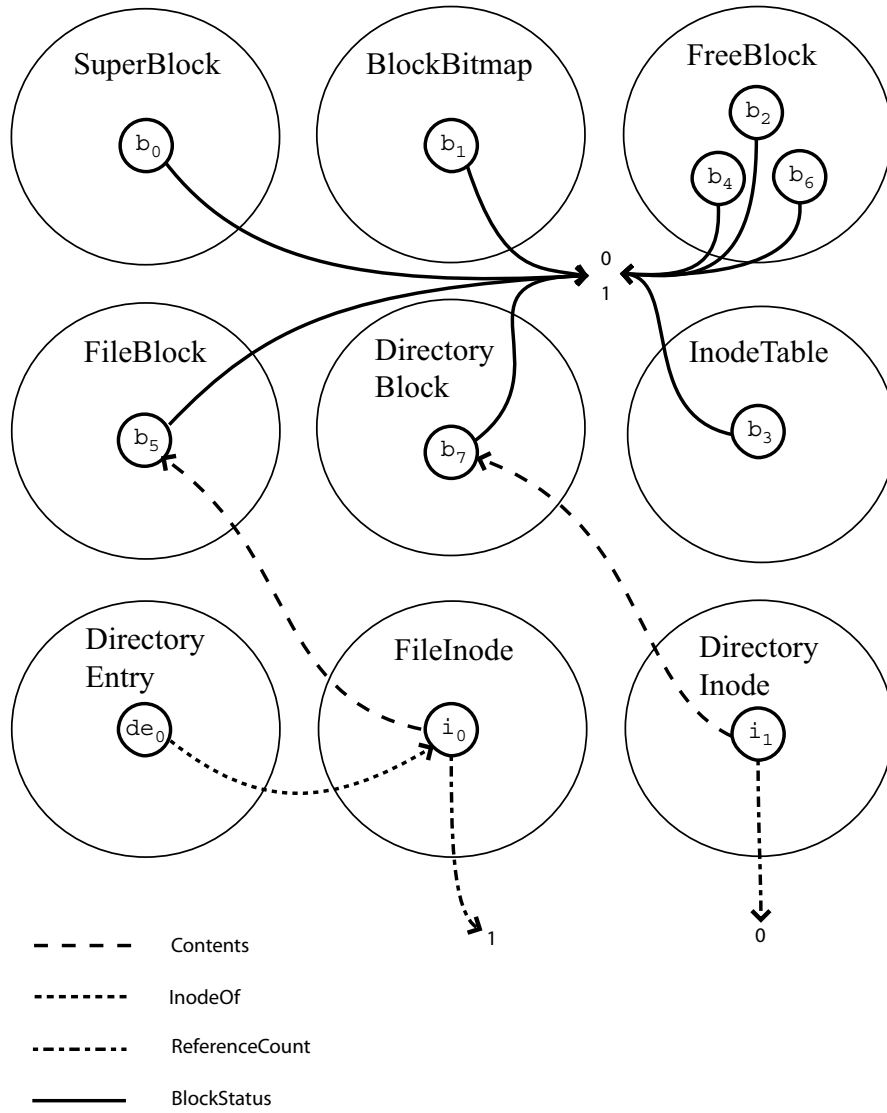 SuperBlock
b0
BlockBitmap
b1
FreeBlock
b2
b4
b6
0
1
FileBlock
b5
Directory
Block
b7
InodeTable
b3
Directory
Entry
de0
FileInode
i0
Directory
Inode
i1
1
0
Contents
InodeOf
ReferenceCount
BlockStatus